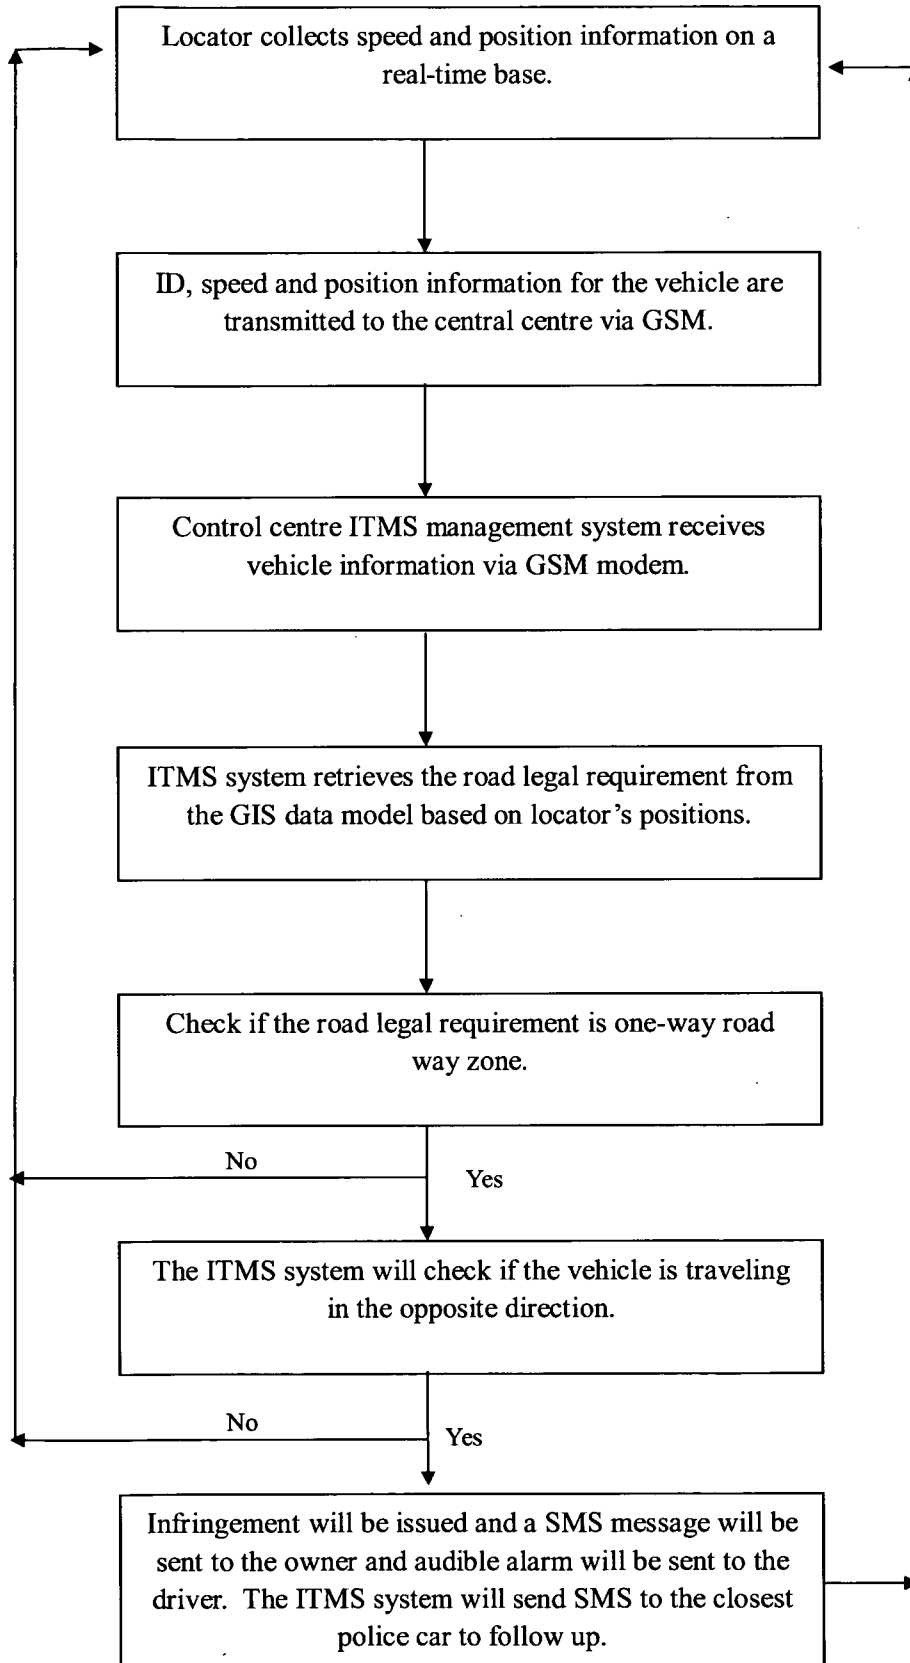 Locator collects speed and position information on a
real-time base.
ID, speed and position information for the vehicle are
transmitted to the central centre via GSM.
Control centre ITMS management system receives
vehicle information via GSM modem.
ITMS system retrieves the road legal requirement from
the GIS data model based on locator's positions.
Check if the road legal requirement is one-way road
way zone.
No
Yes
The ITMS system will check if the vehicle is traveling
in the opposite direction.
No
Yes
Infringement will be issued and a SMS message will be
sent to the owner and audible alarm will be sent to the
driver.  The ITMS system will send SMS to the closest
police car to follow up.